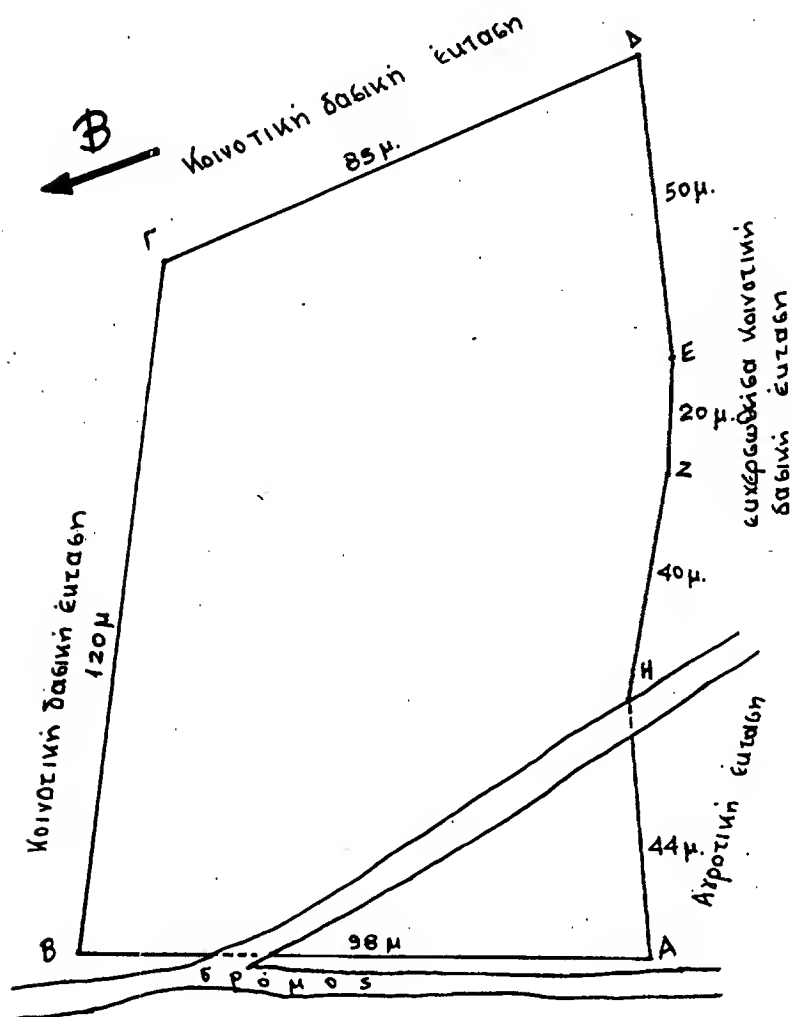 Κοινοτική δασική έκταση
Δ
Β
85μ.
Γ
50μ.
Ε
20μ.
Ζ
εκχερσωθείσα κοινοτική
δασική έκταση
40μ.
Κοινοτική δασική έκταση
120μ
Η
44μ.
Αγροτική έκταση
Β
98μ
Α
δρόμος